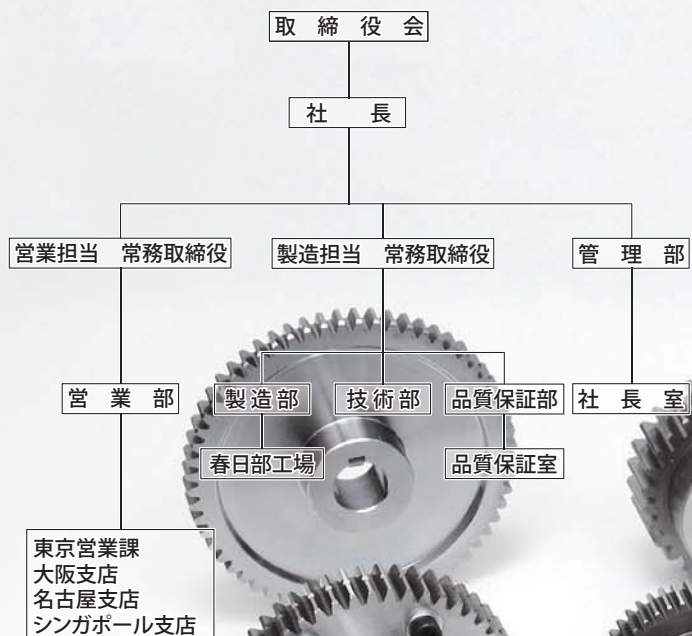 取締役会
社長
営業担当 常務取締役
製造担当 常務取締役
管理部
営業部
製造部
技術部
品質保証部
社長室
春日部工場
品質保証室
東京営業課
大阪支店
名古屋支店
シンガポール支店